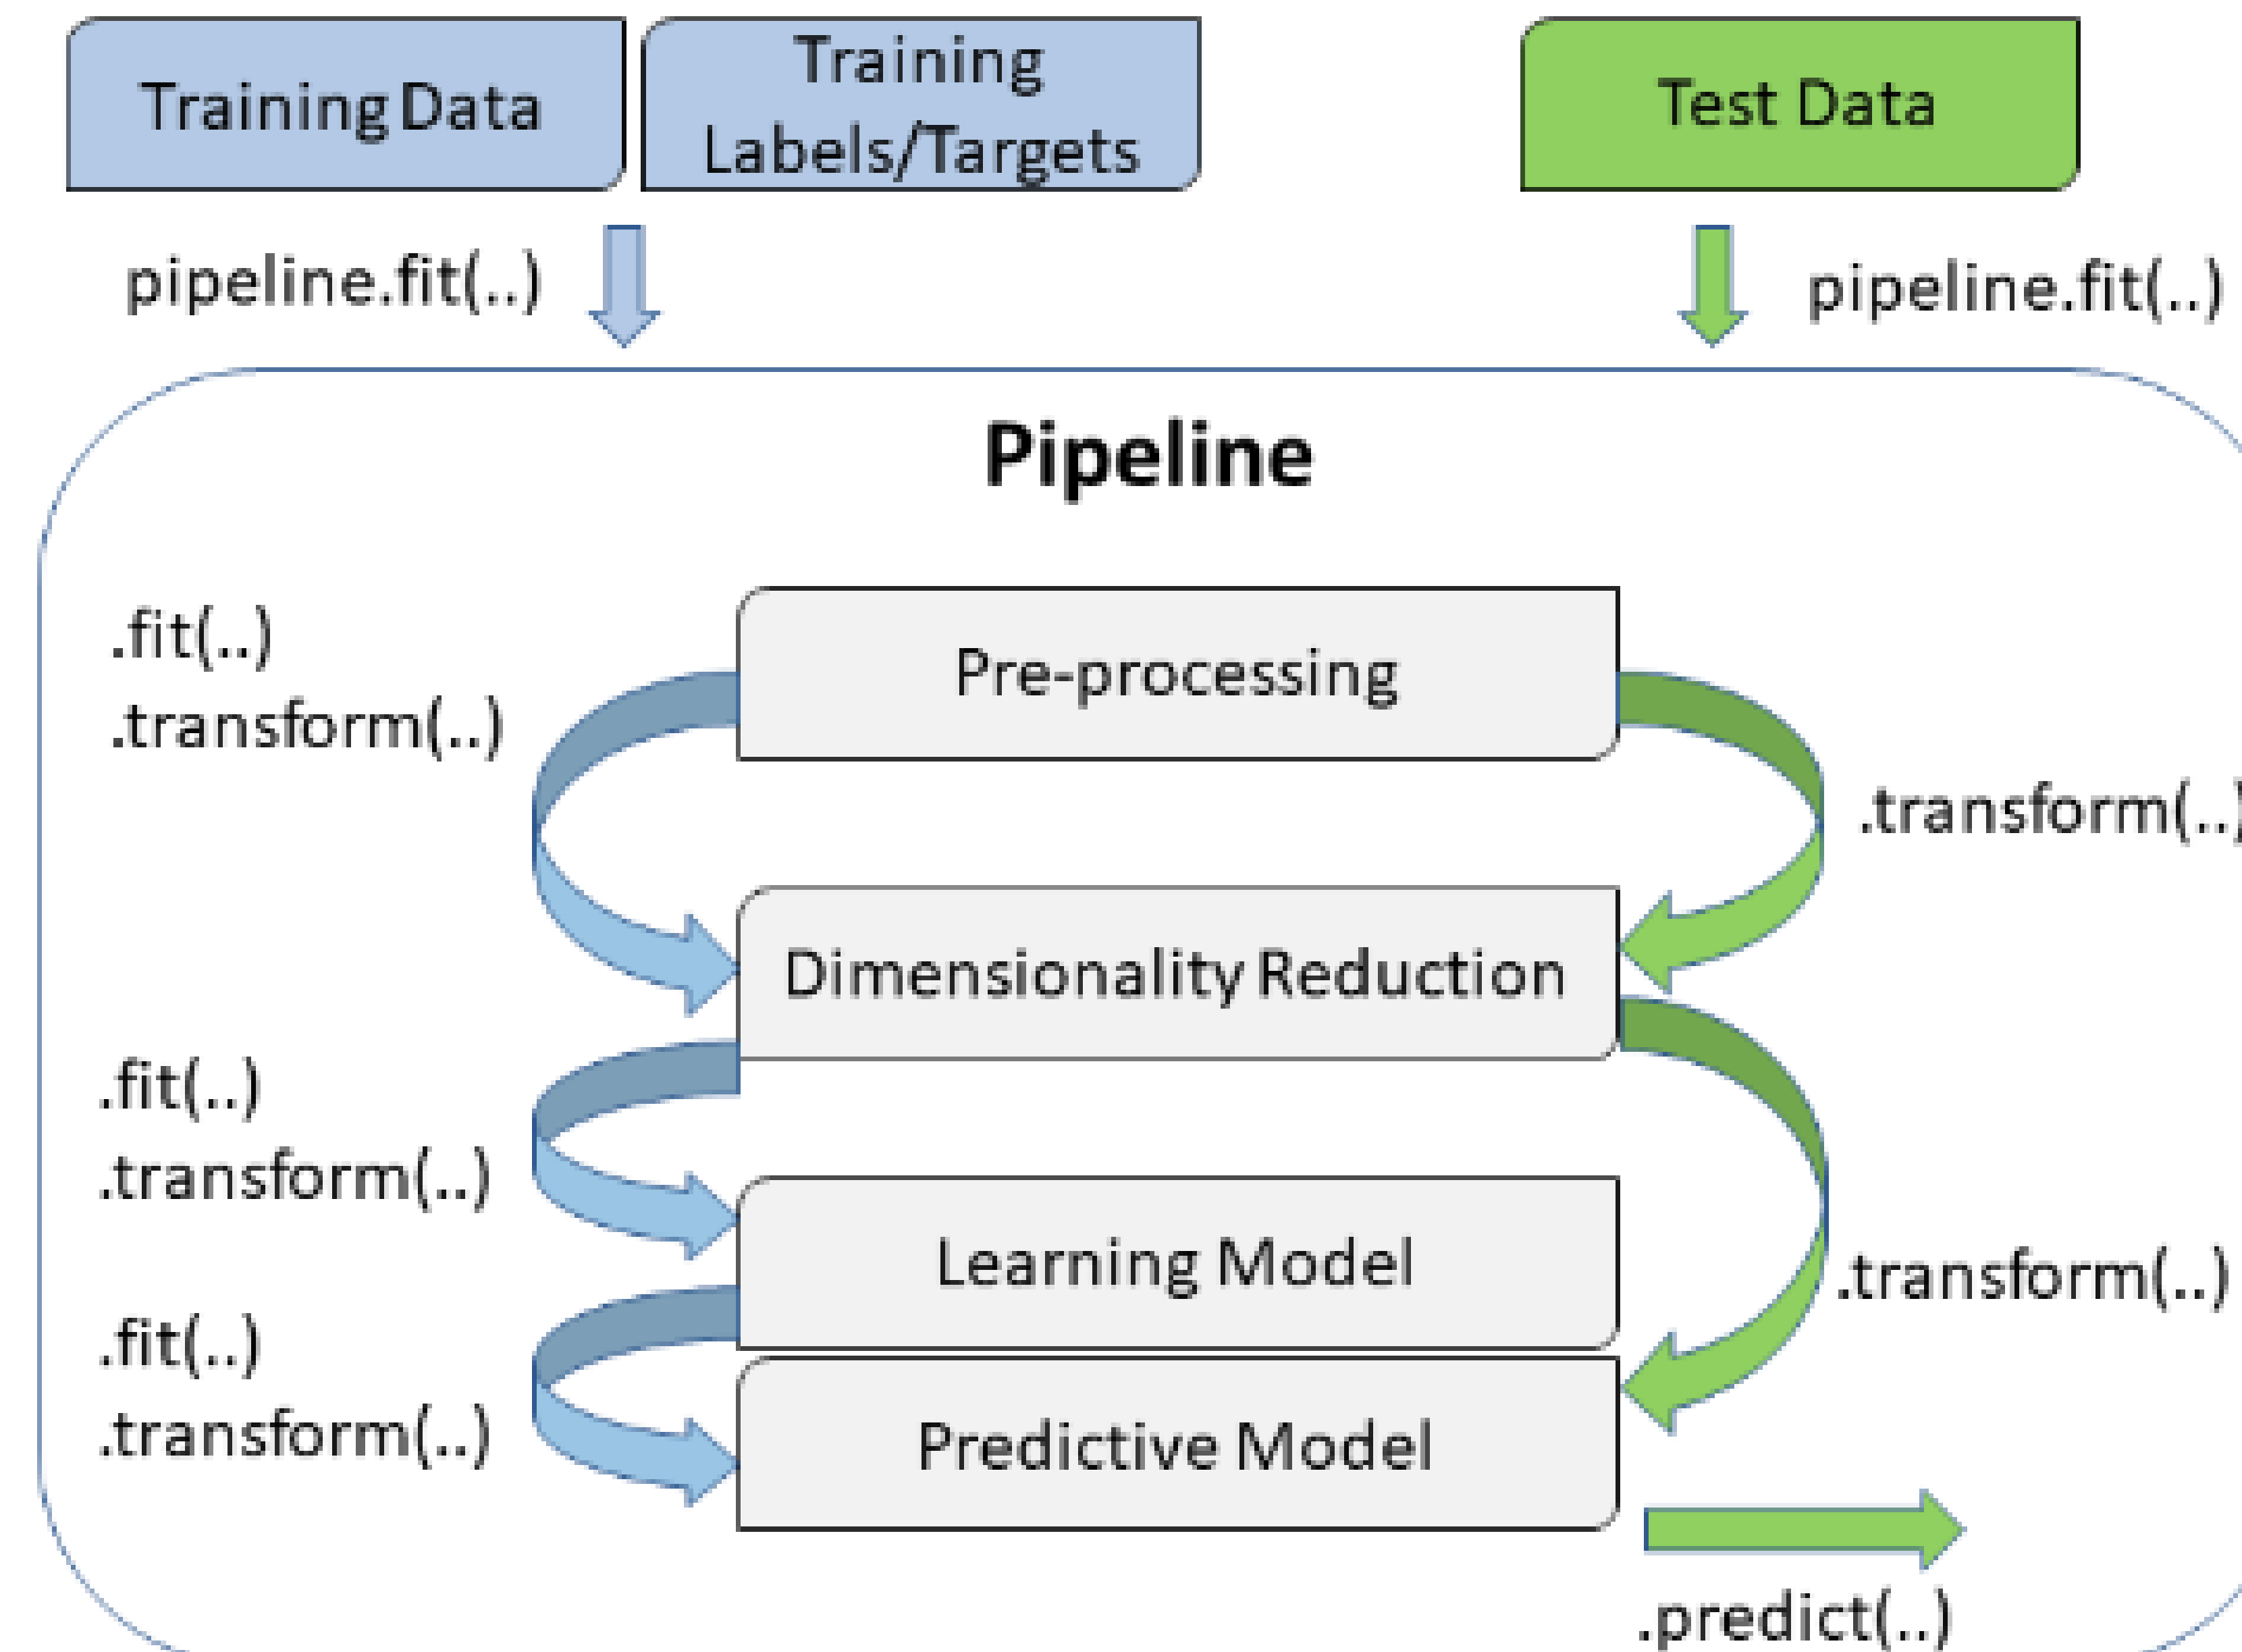 Training Data
Training
Labels/Targets
Test Data
pipeline.fit(..)
pipeline.fit(..)
Pipeline
.fit(..)
.transform(..)
Pre-processing
.transform(..)
Dimensionality Reduction
.fit(..)
.transform(..)
Learning Model
.transform(..)
.fit(..)
.transform(..)
Predictive Model
.predict(..)